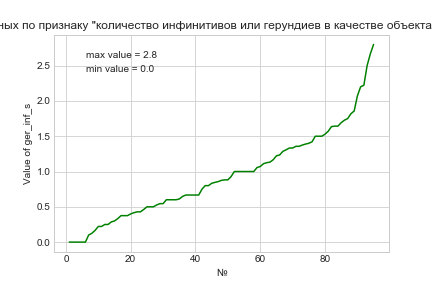 ных по признаку "количество инфинитивов или герундиев в качестве объекта
max value = 2.8
min value = 0.0
Value of ger_inf_s
2.5
2.0
1.5
1.0
0.5
0.0
0 20 40 60 80
№